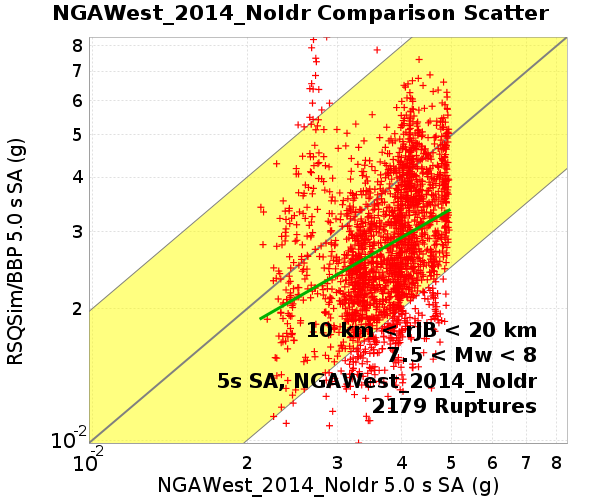 NGAWest_2014_NoIdr Comparison Scatter
8
7
6
5
4
3
2
10-2
RSQSim/BBP 5.0 s SA (g)
10 km < rJB < 20 km
7.5 < Mw < 8
5s SA, NGAWest_2014_NoIdr
2179 Ruptures
10-2 2 3 4 5 6 7 8
NGAWest_2014_NoIdr 5.0 s SA (g)